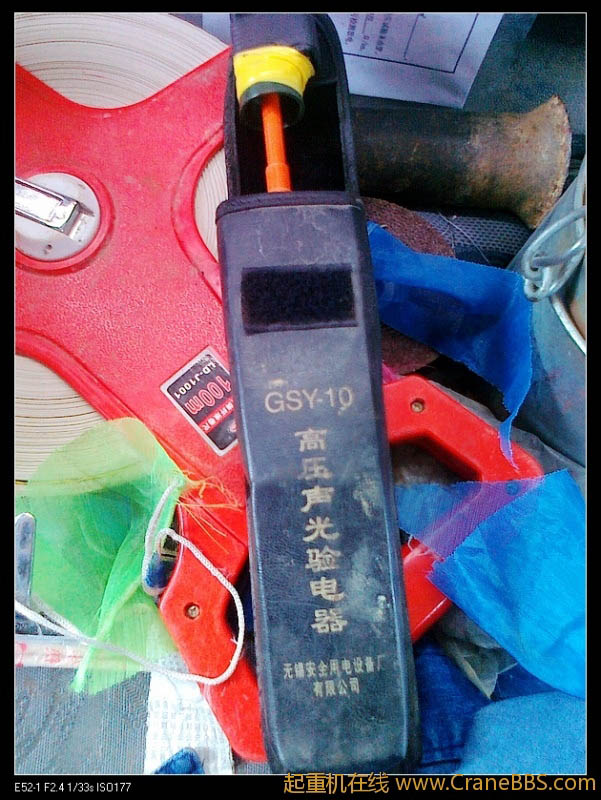 GSY-10
高压声光验电器
无锡安全用电设备厂
有限公司
LD-J1001
100m
E52-1 F2.4 1/33s ISO177
起重机在线 www.CraneBBS.com